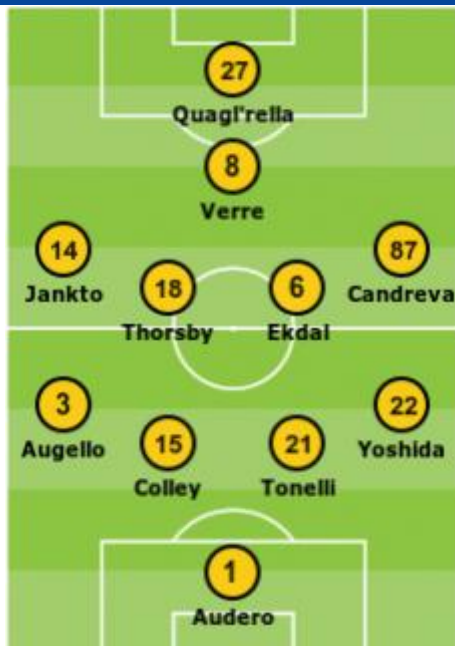 27
Quagl'rella
8
Verre
14
Jankto
87
Candreva
18
Thorsby
6
Ekdal
3
Augello
22
Yoshida
15
Colley
21
Tonelli
1
Audero